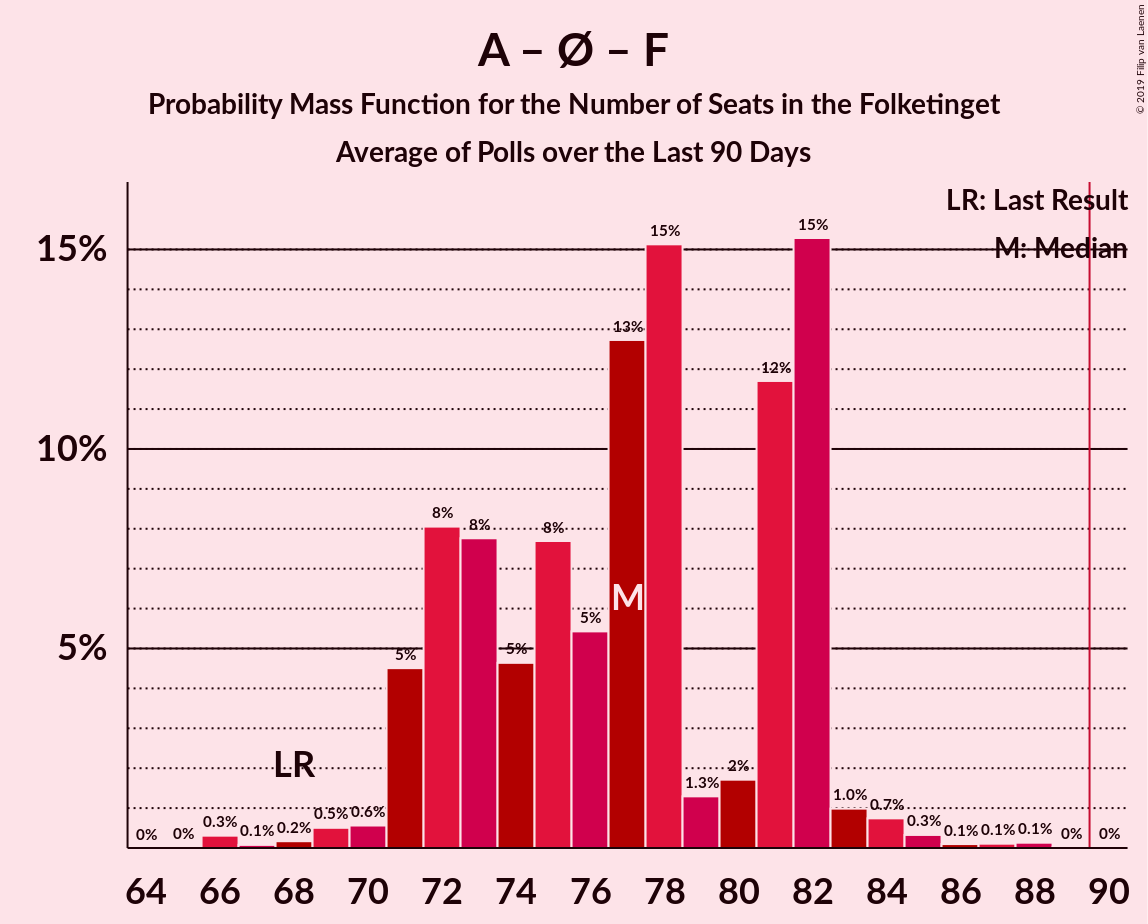 A – Ø – F
Probability Mass Function for the Number of Seats in the Folketinget
Average of Polls over the Last 90 Days
© 2019 Filip van Laenen
LR: Last Result
M: Median
15%
10%
5%
0% 0% 0.3% 0.1% 0.2% 0.5% 0.6% 5% 8% 8% 5% 8% 5% 13% 15% 1.3% 2% 12% 15% 1.0% 0.7% 0.3% 0.1% 0.1% 0.1% 0% 0%
LR
M
64 66 68 70 72 74 76 78 80 82 84 86 88 90